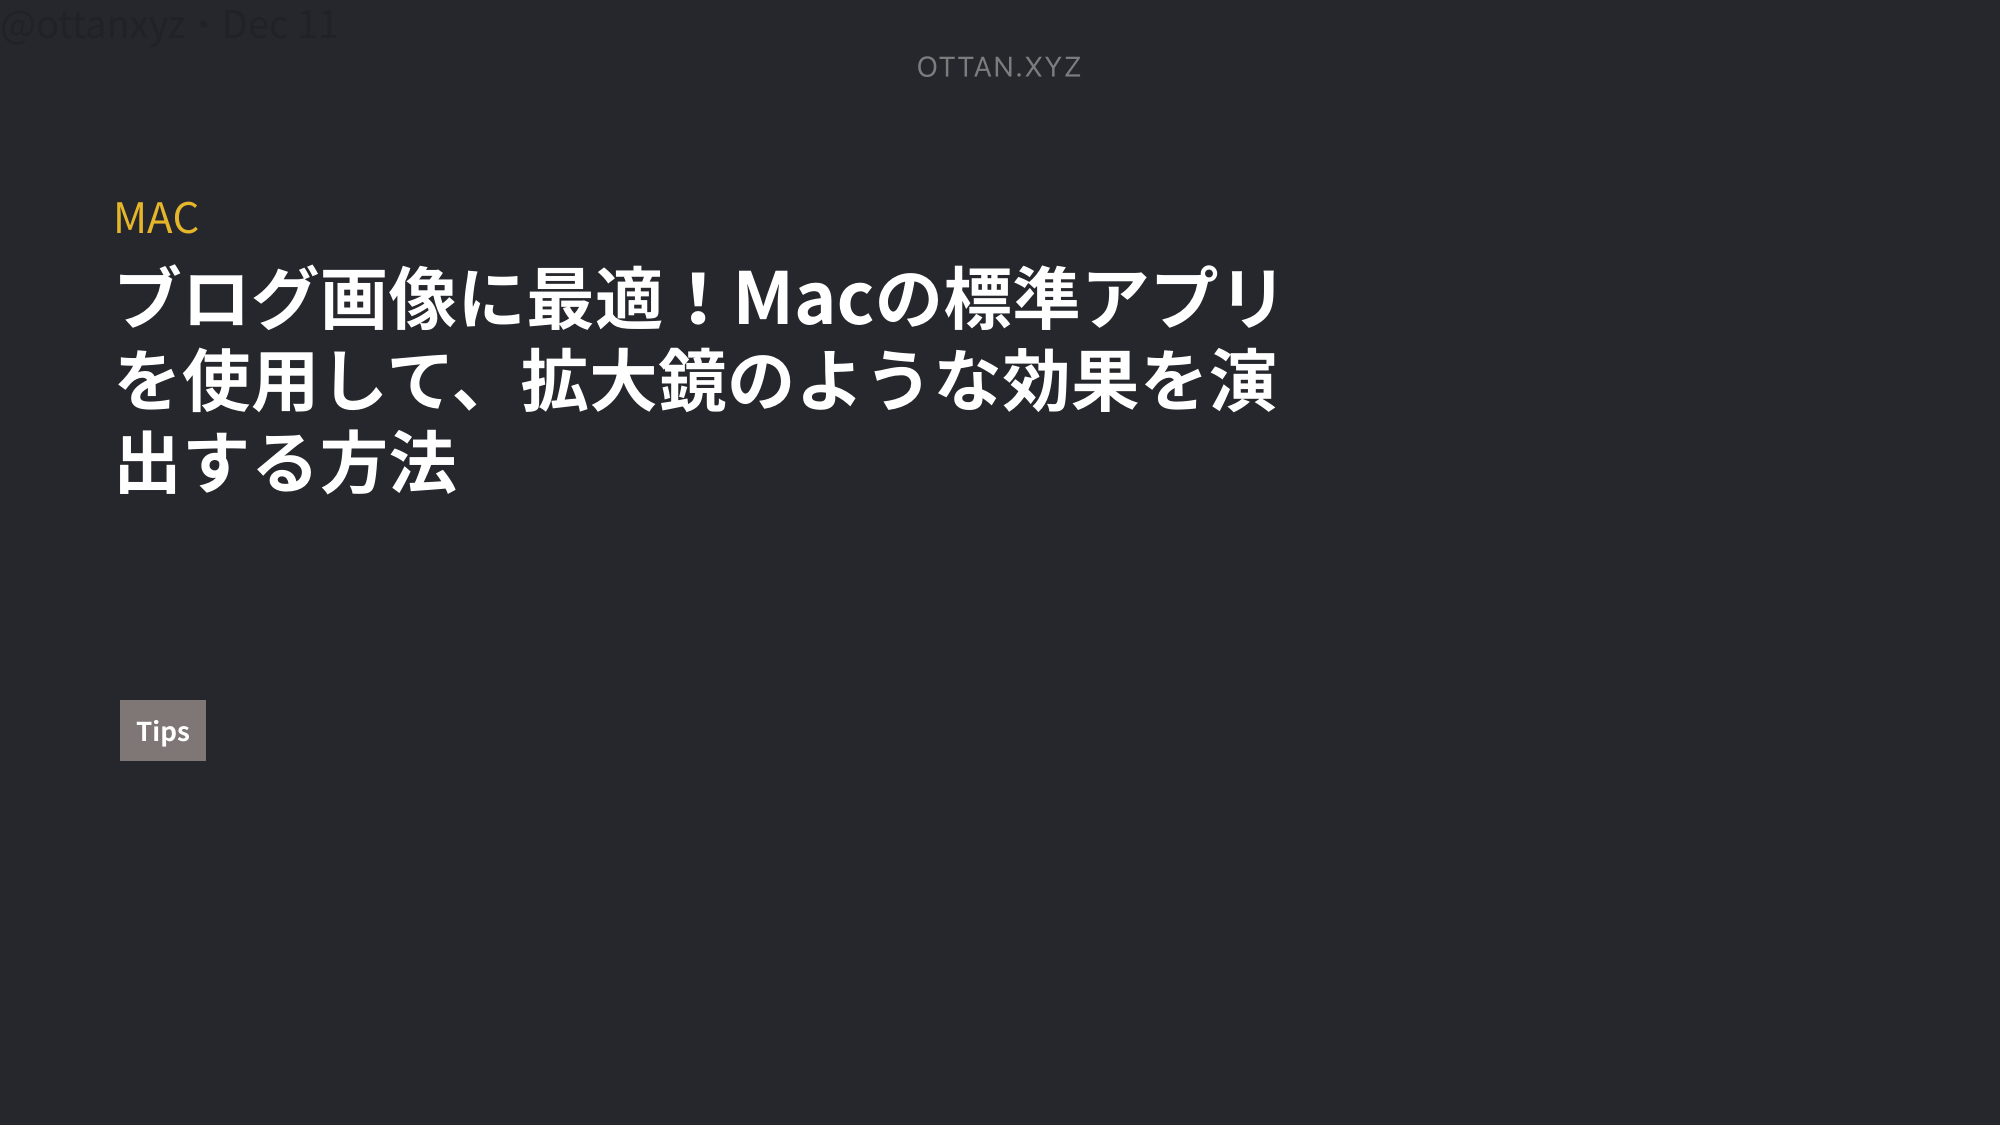 @ottanxyz・Dec 11
OTTAN.XYZ
MAC
ブログ画像に最適！Macの標準アプリ
を使用して、拡大鏡のような効果を演
出する方法
Tips